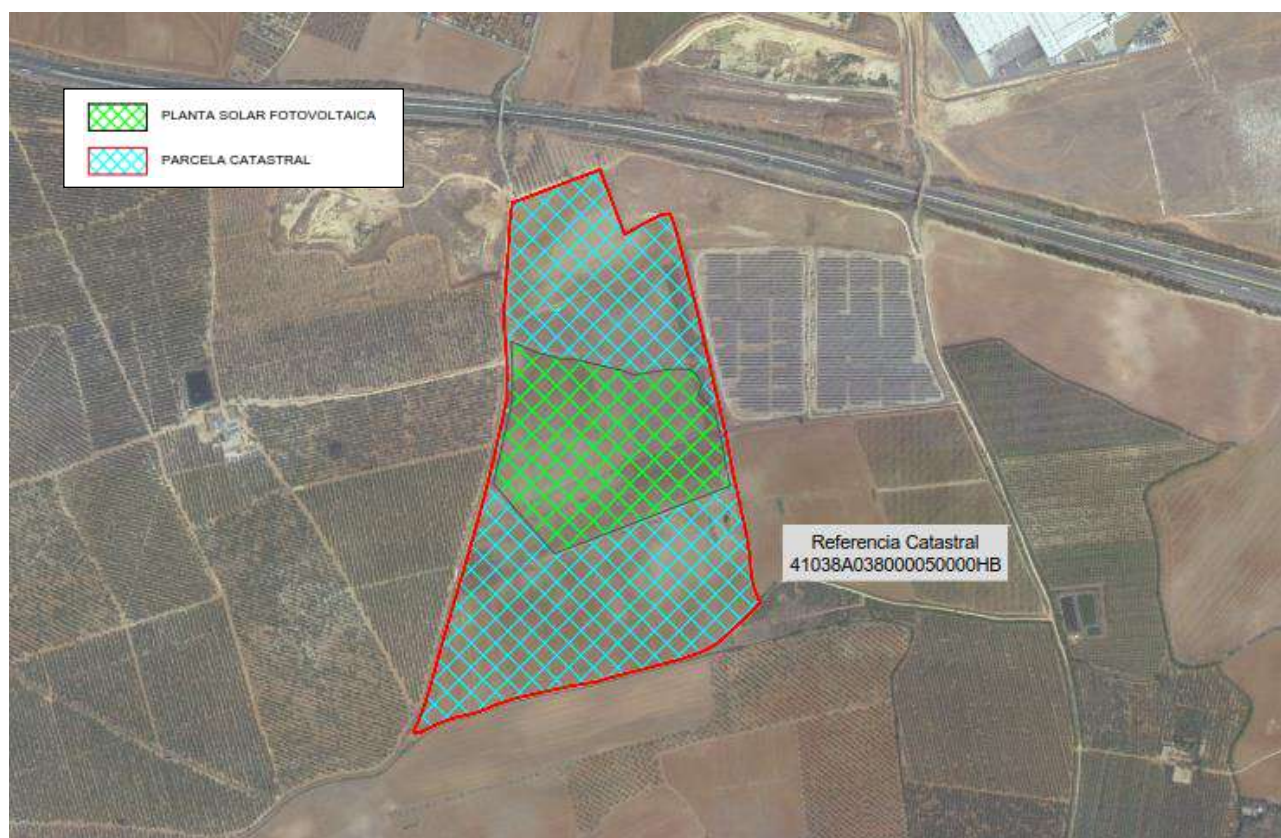 PLANTA SOLAR FOTOVOLTAICA
PARCELA CATASTRAL
Referencia Catastral
41038A038000050000HB